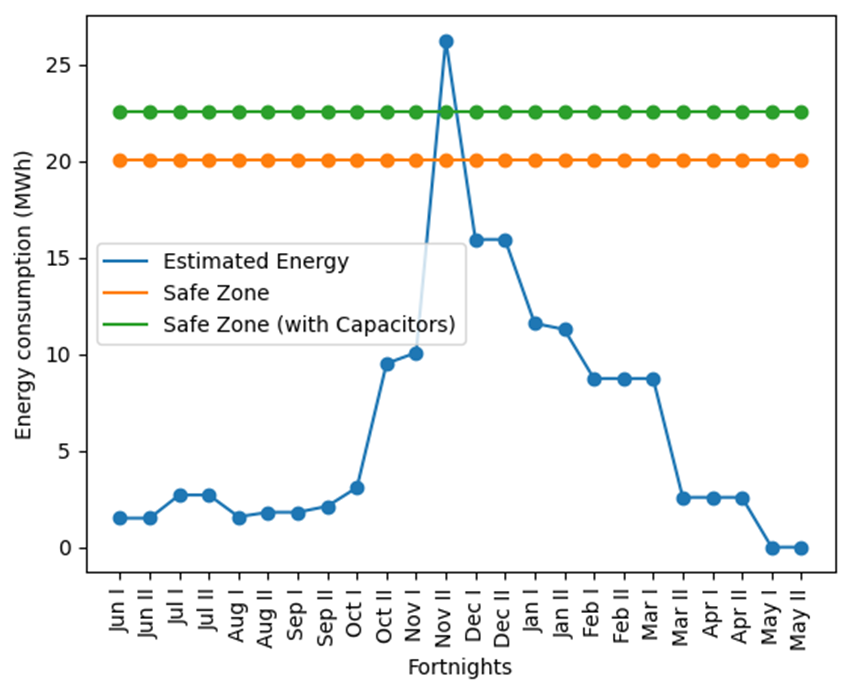 Energy consumption (MWh)
25
20
15
10
5
0
Estimated Energy
Safe Zone
Safe Zone (with Capacitors)
Jun I
Jun II
Jul I
Jul II
Aug I
Aug II
Sep I
Sep II
Oct I
Oct II
Nov I
Nov II
Dec I
Dec II
Jan I
Jan II
Feb I
Feb II
Mar I
Mar II
Apr I
Apr II
May I
May II
Fortnights